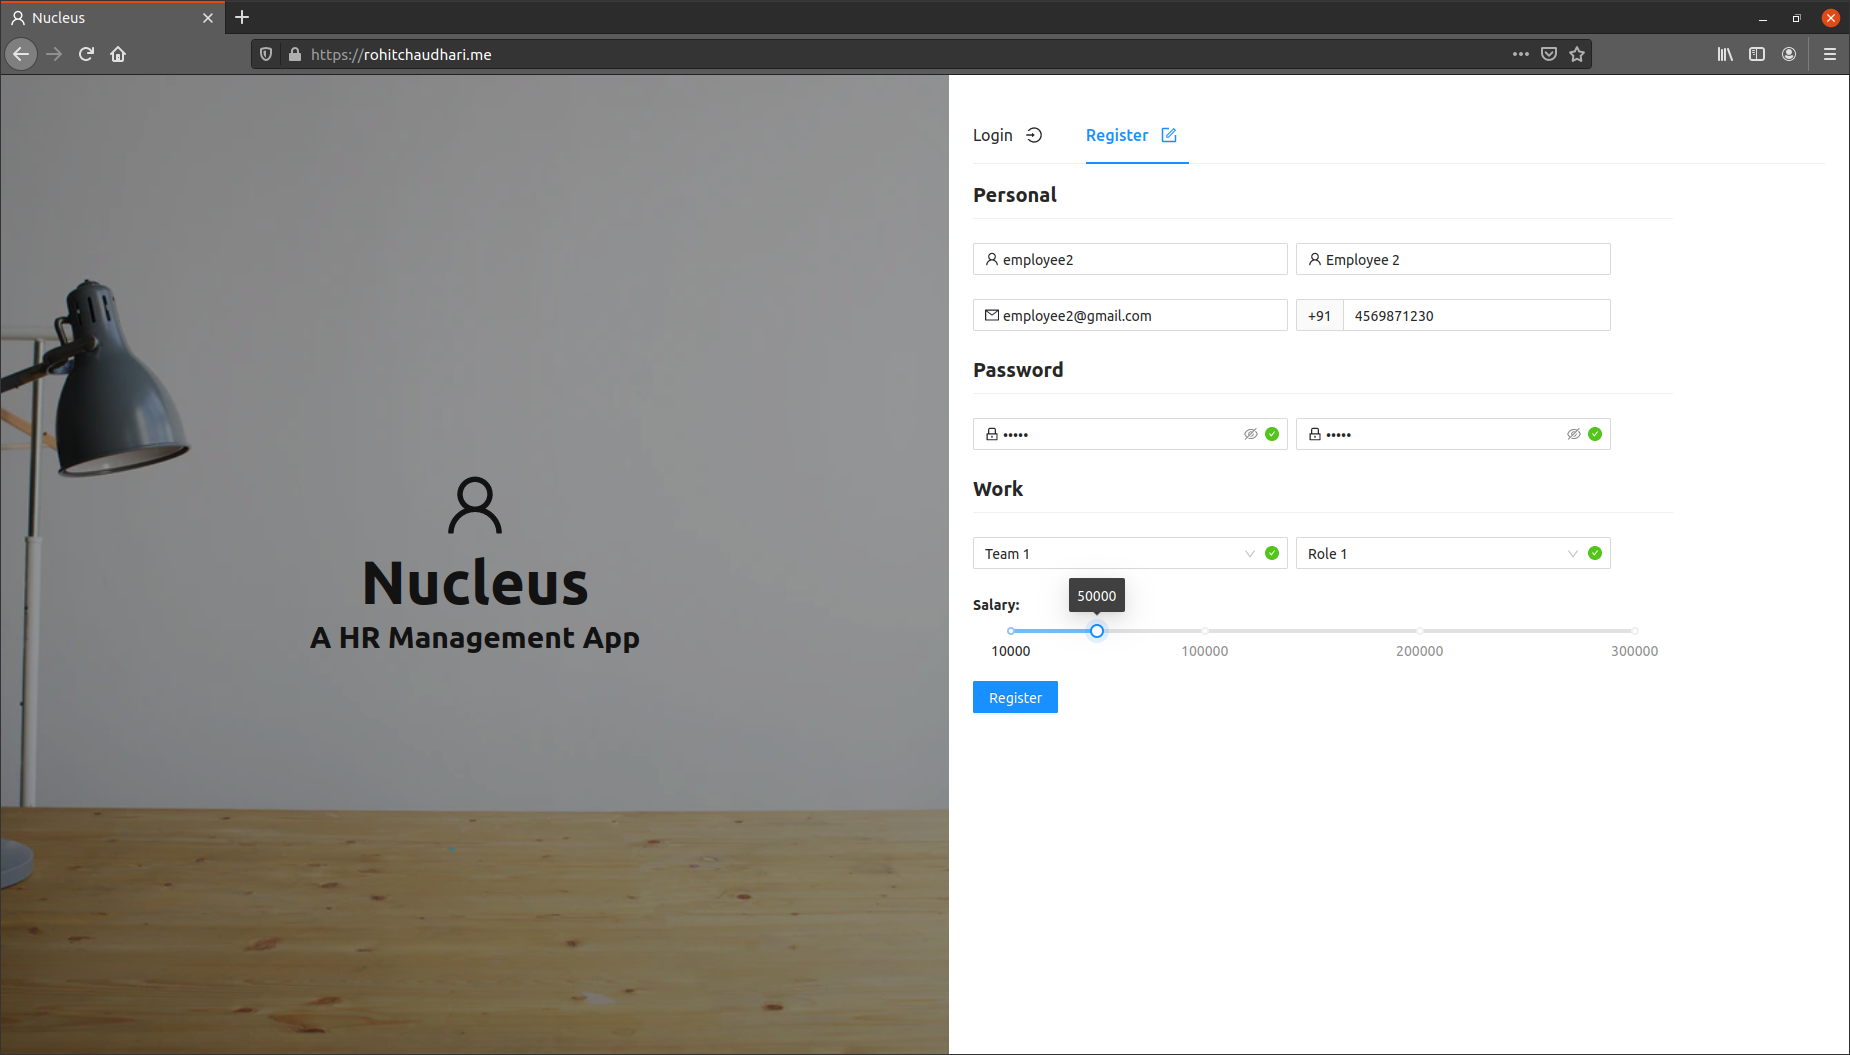 Nucleus
https://rohitchaudhari.me
Nucleus
A HR Management App
Login
Register
Personal
employee2
Employee 2
employee2@gmail.com
+91
4569871230
Password
•••••
•••••
Work
Team 1
Role 1
Salary:
50000
10000
100000
200000
300000
Register